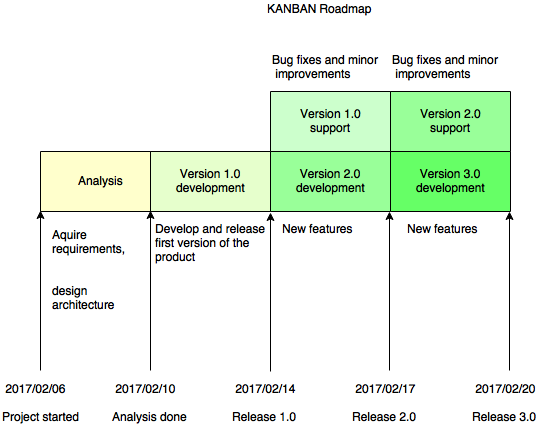 KANBAN Roadmap
Bug fixes and minor
improvements
Bug fixes and minor
improvements
Version 1.0
support
Version 2.0
support
Analysis
Version 1.0
development
Version 2.0
development
Version 3.0
development
Aquire
requirements,
design
architecture
Develop and release
first version of the
product
New features
New features
2017/02/06
2017/02/10
2017/02/14
2017/02/17
2017/02/20
Project started
Analysis done
Release 1.0
Release 2.0
Release 3.0